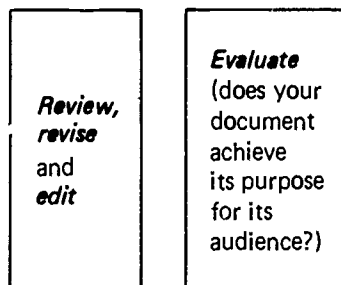 Review,
revise
and
edit
Evaluate
(does your
document
achieve
its purpose
for its
audience?)